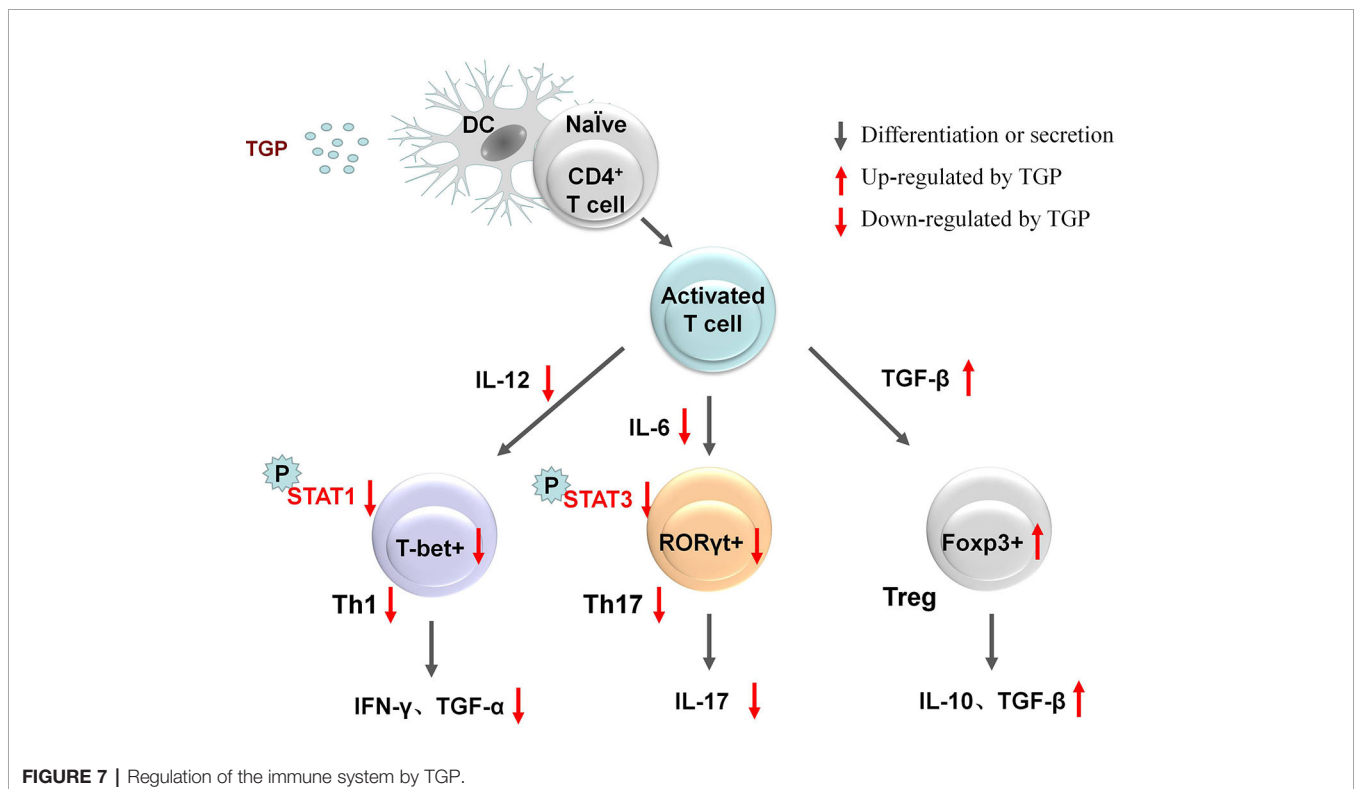 TGP
DC
NaÏve
CD4⁺
T cell
Differentiation or secretion
Up-regulated by TGP
Down-regulated by TGP
Activated
T cell
IL-12
IL-6
TGF-β
P
STAT1
T-bet+
Th1
P
STAT3
RORγt+
Th17
Foxp3+
Treg
IFN-γ、TGF-α
IL-17
IL-10、TGF-β
FIGURE 7 | Regulation of the immune system by TGP.